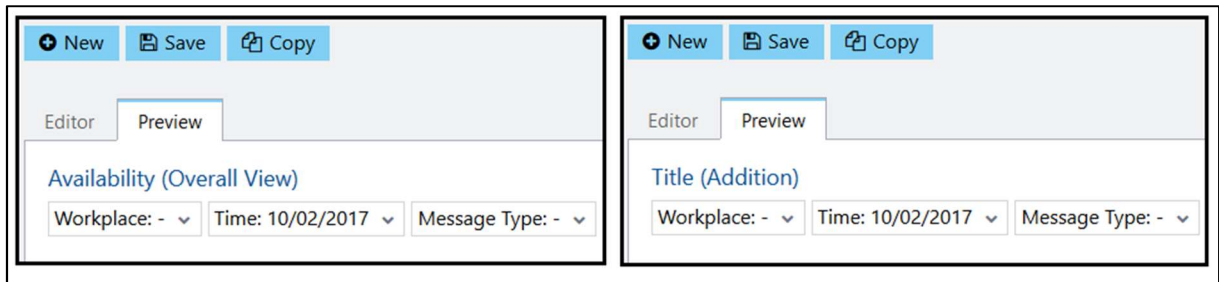 New Save Copy
Editor Preview
Availability (Overall View)
Workplace: - Time: 10/02/2017 Message Type: -
New Save Copy
Editor Preview
Title (Addition)
Workplace: - Time: 10/02/2017 Message Type: -